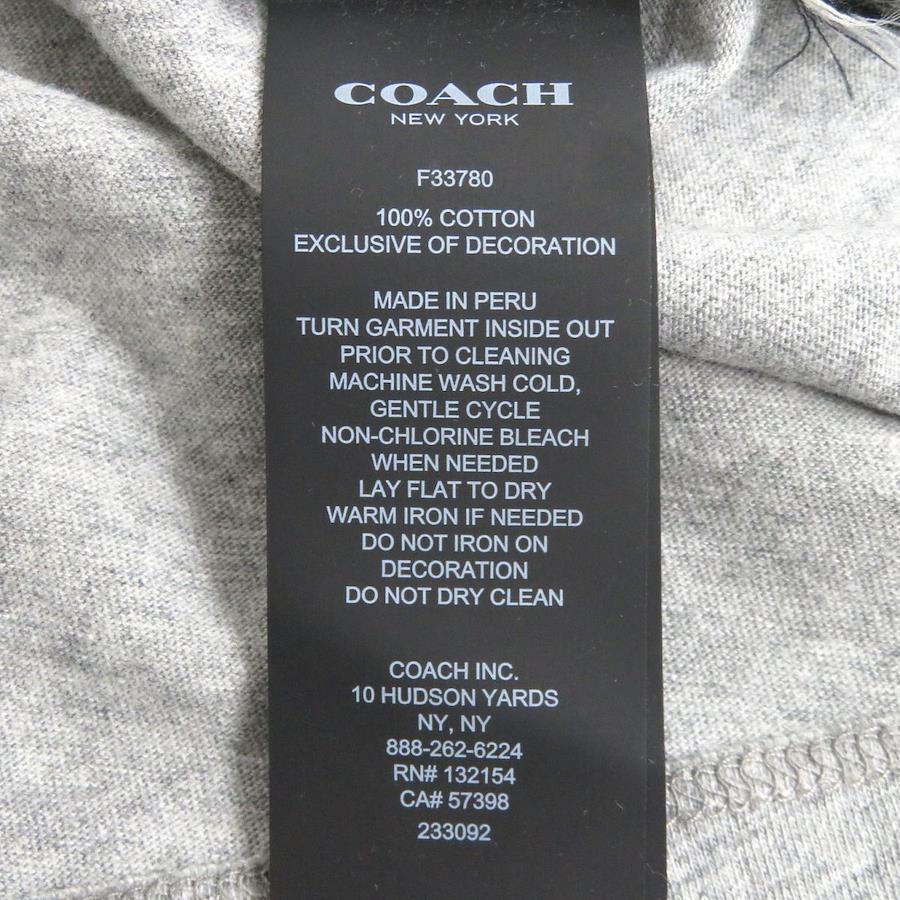 COACH
NEW YORK
F33780
100% COTTON
EXCLUSIVE OF DECORATION
MADE IN PERU
TURN GARMENT INSIDE OUT
PRIOR TO CLEANING
MACHINE WASH COLD,
GENTLE CYCLE
NON-CHLORINE BLEACH
WHEN NEEDED
LAY FLAT TO DRY
WARM IRON IF NEEDED
DO NOT IRON ON
DECORATION
DO NOT DRY CLEAN
COACH INC.
10 HUDSON YARDS
NY, NY
888-262-6224
RN# 132154
CA# 57398
233092